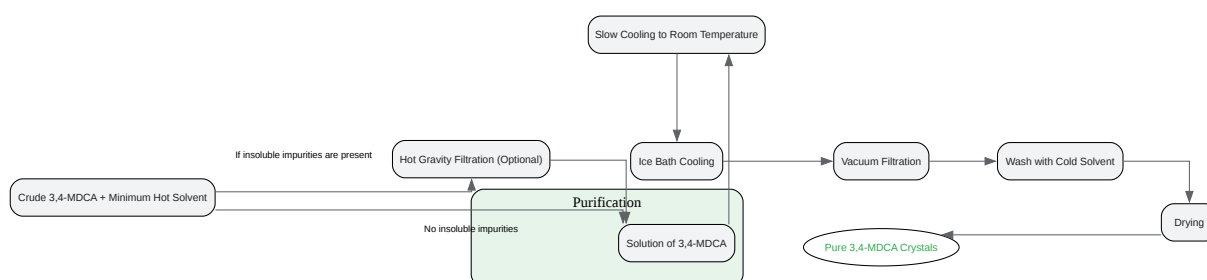 Slow Cooling to Room Temperature
If insoluble impurities are present
Hot Gravity Filtration (Optional)
Ice Bath Cooling
Vacuum Filtration
Wash with Cold Solvent
Crude 3,4-MDCA + Minimum Hot Solvent
Purification
No insoluble impurities
Solution of 3,4-MDCA
Drying
Pure 3,4-MDCA Crystals